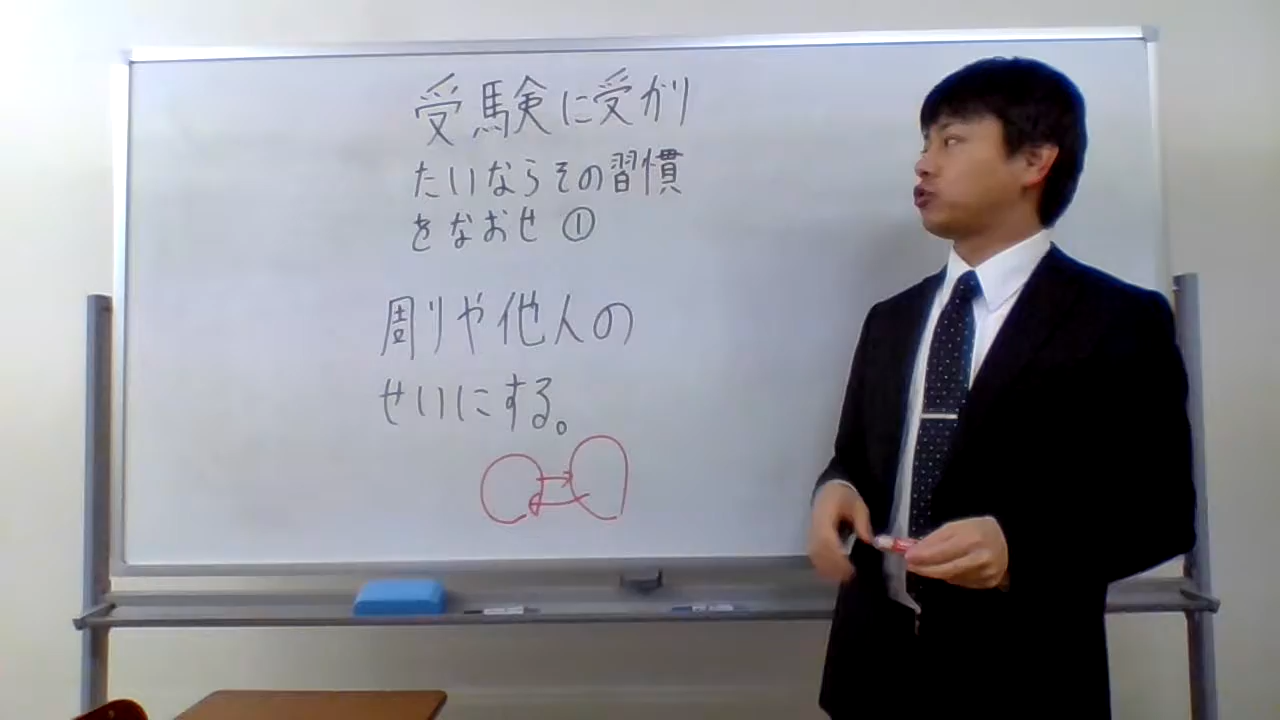 受験に受かり
たいならその習慣
をなおせ ①
周りや他人の
せいにする。